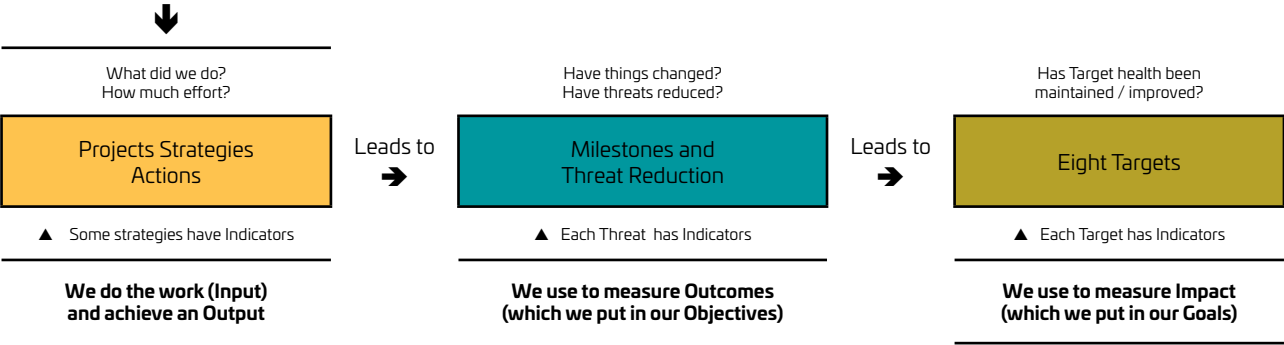 What did we do?
How much effort?
Projects Strategies
Actions
▲ Some strategies have Indicators
We do the work (Input)
and achieve an Output
Leads to
Have things changed?
Have threats reduced?
Milestones and
Threat Reduction
▲ Each Threat has Indicators
We use to measure Outcomes
(which we put in our Objectives)
Leads to
Has Target health been
maintained / improved?
Eight Targets
▲ Each Target has Indicators
We use to measure Impact
(which we put in our Goals)